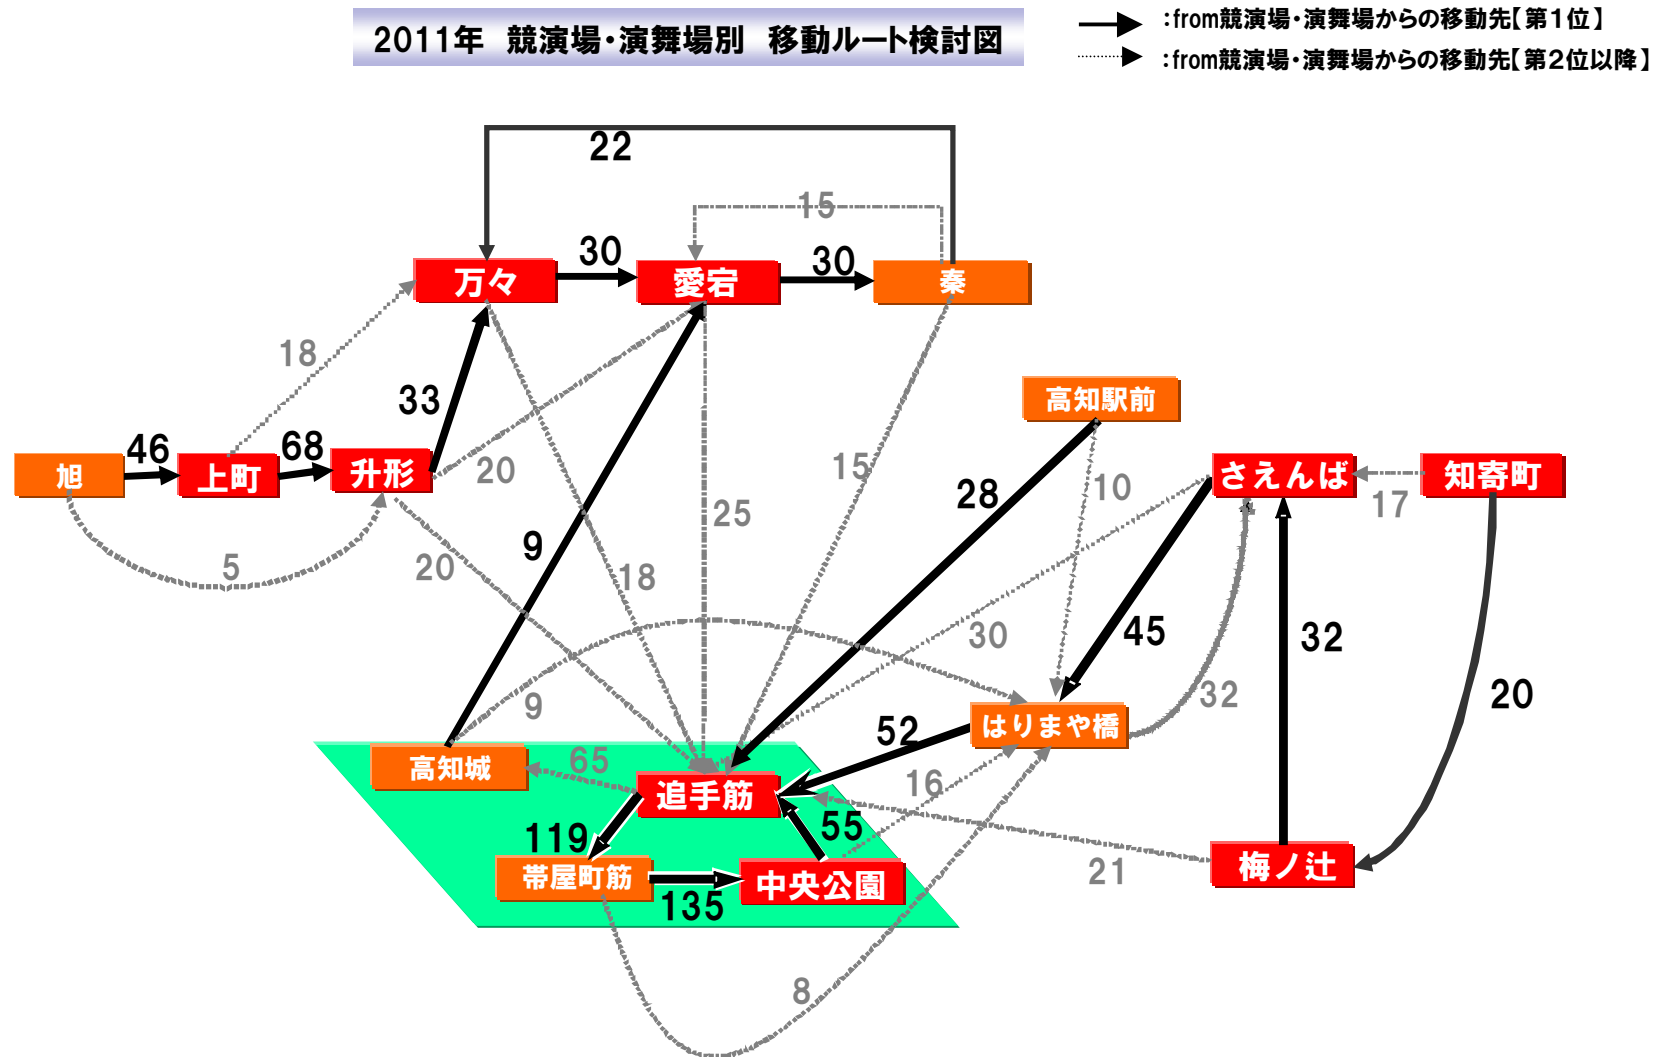 2011年 競演場・演舞場別 移動ルート検討図
:from競演場・演舞場からの移動先【第1位】
:from競演場・演舞場からの移動先【第2位以降】
22
15
30
30
万々
愛宕
秦
18
33
高知駅前
46
68
20
15
10
旭
上町
升形
さえんば
知寄町
17
28
25
9
5
20
18
30
45
32
32
20
9
52
はりまや橋
高知城
65
16
追手筋
119
55
21
梅ノ辻
帯屋町筋
中央公園
135
8